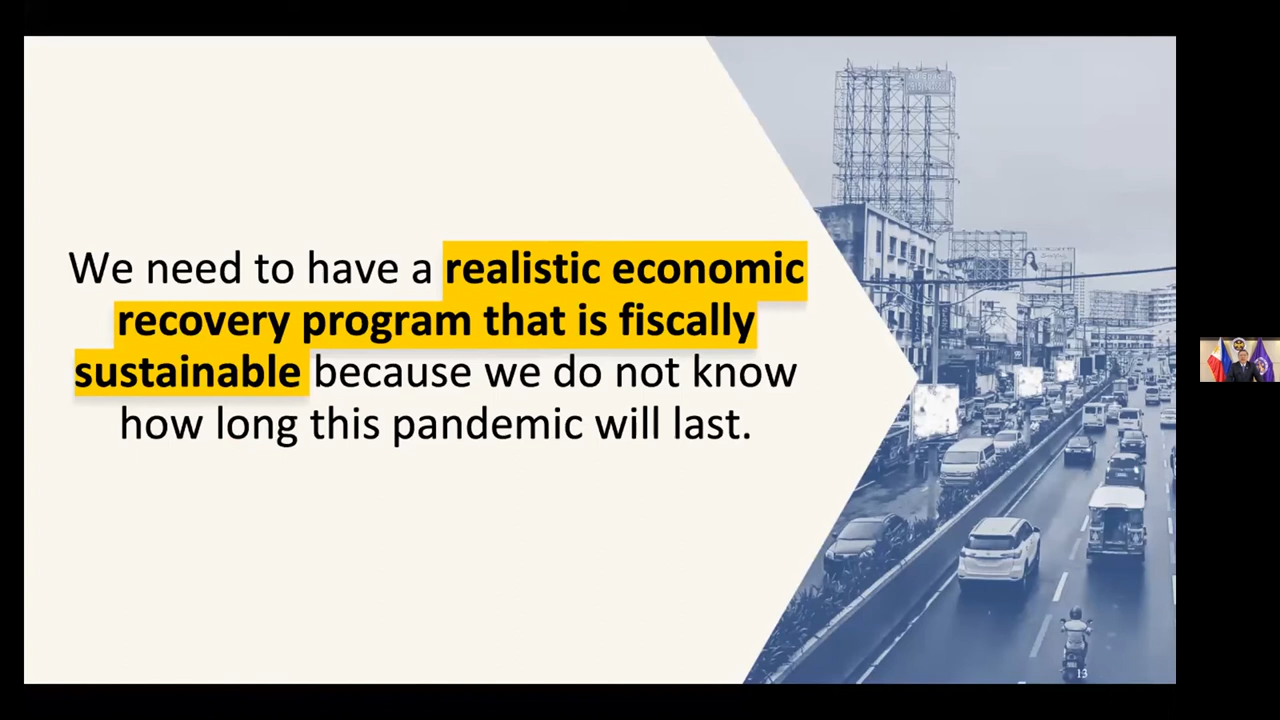 We need to have a realistic economic
recovery program that is fiscally
sustainable because we do not know
how long this pandemic will last.
13